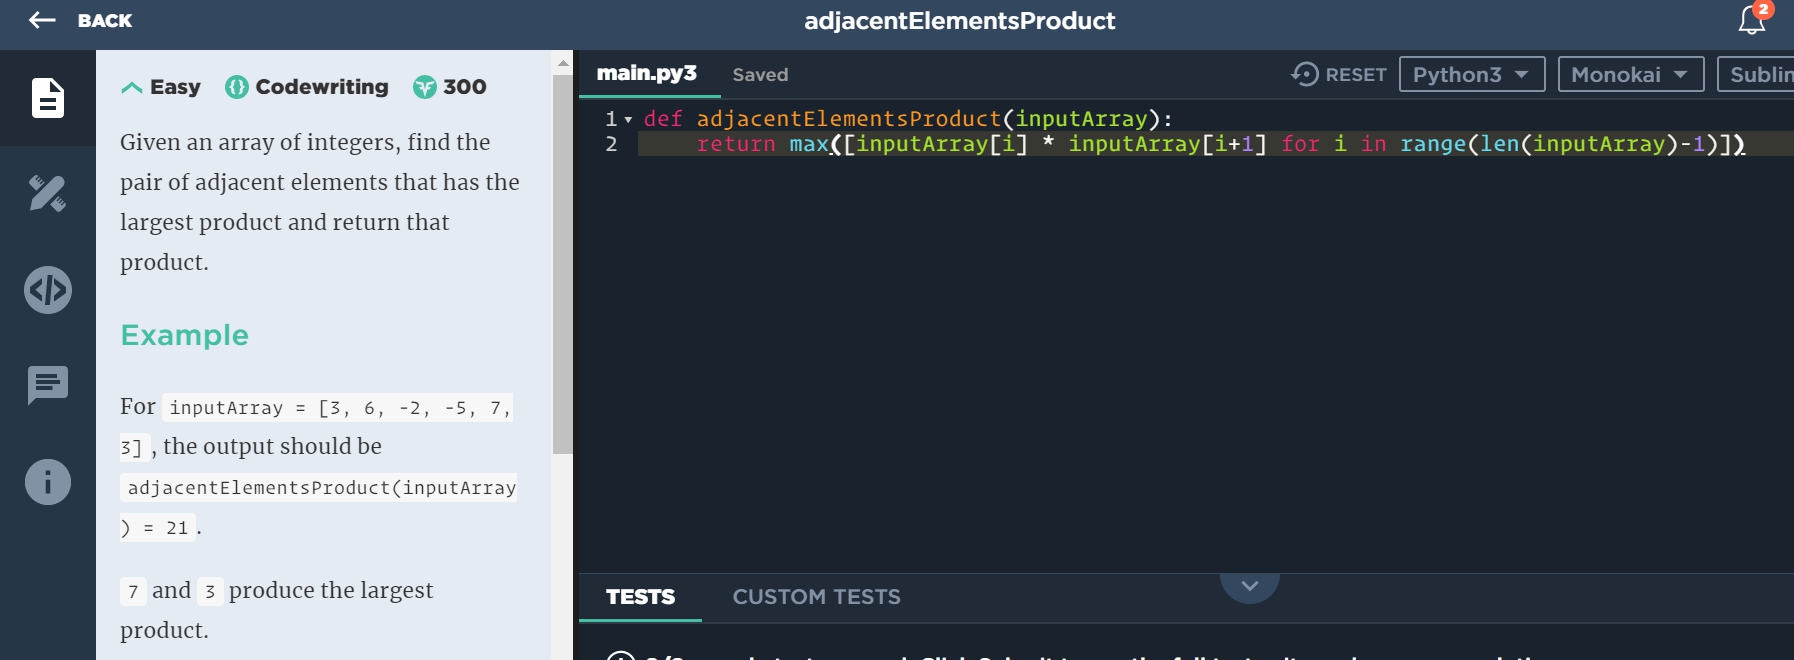 BACK
adjacentElementsProduct
2
Easy Codewriting 300
Given an array of integers, find the
pair of adjacent elements that has the
largest product and return that
product.
Example
For inputArray = [3, 6, -2, -5, 7,
3] , the output should be
adjacentElementsProduct(inputArray
) = 21 .
7 and 3 produce the largest
product.
main.py3 Saved RESET Python3 Monokai Sublim
1 def adjacentElementsProduct(inputArray):
2 return max([inputArray[i] * inputArray[i+1] for i in range(len(inputArray)-1)])
TESTS CUSTOM TESTS